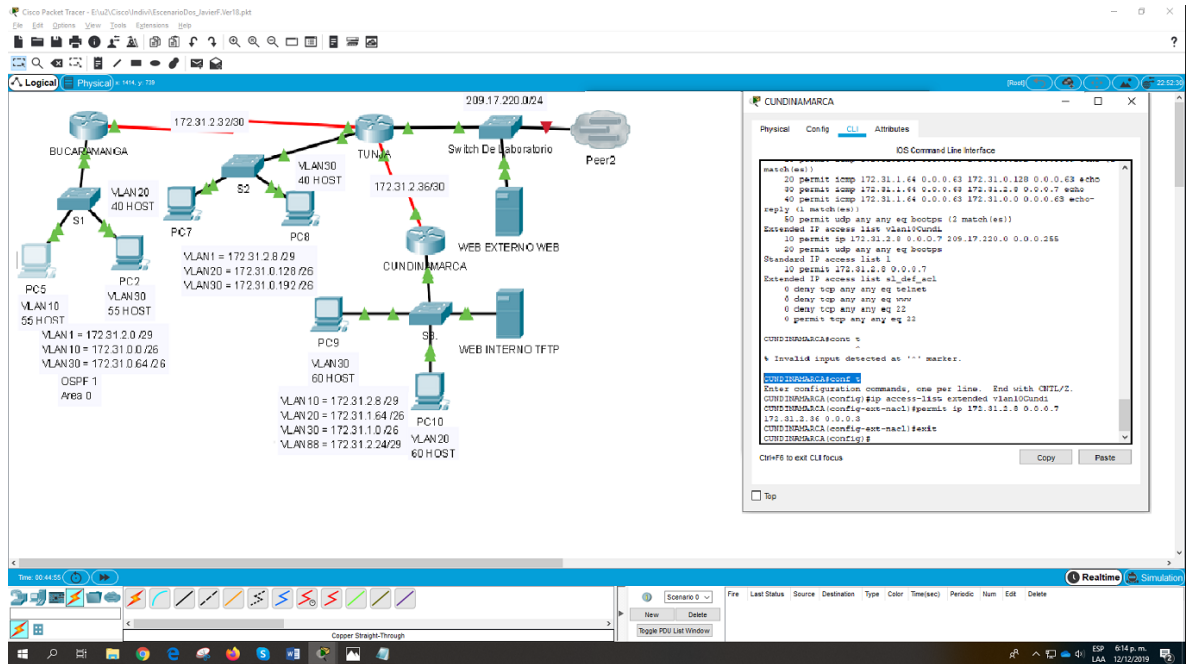 Cisco Packet Tracer - E:\u2\Cisco\Indivi\EscenarioDos_JavierF.Ver18.pkt
File Edit Options View Tools Extensions Help
Logical Physical x: 1414, y: 739
[Root]
22:52:30
209.17.220.0/24
172.31.2.32/30
BUCARAMANGA
TUNJA
Switch De Laboratorio
Peer2
S1
VLAN 20
40 HOST
S2
VLAN30
40 HOST
172.31.2.36/30
PC7
PC8
WEB EXTERNO WEB
CUNDINAMARCA
VLAN1 = 172.31.2.8 /29
VLAN20 = 172.31.0.128 /26
VLAN30 = 172.31.0.192 /26
PC5
VLAN 10
55 HOST
PC2
VLAN 30
55 HOST
VLAN 1 = 172.31.2.0 /29
VLAN 10 = 172.31.0.0 /26
VLAN 30 = 172.31.0.64 /26
OSPF 1
Area 0
PC9
VLAN 30
60 HOST
S3.
WEB INTERNO TFTP
VLAN 10 = 172.31.2.8 /29
VLAN 20 = 172.31.1.64 /26
VLAN 30 = 172.31.1.0 /26
VLAN 88 = 172.31.2.24/29
PC10
VLAN 20
60 HOST
CUNDINAMARCA
Physical Config CLI Attributes
IOS Command Line Interface
match(es))
20 permit icmp 172.31.1.64 0.0.0.63 172.31.0.128 0.0.0.63 echo
30 permit icmp 172.31.1.64 0.0.0.63 172.31.2.8 0.0.0.7 echo
40 permit icmp 172.31.1.64 0.0.0.63 172.31.0.0 0.0.0.63 echo-
reply (1 match(es))
50 permit udp any any eq bootps (2 match(es))
Extended IP access list vlan10Cundi
10 permit ip 172.31.2.8 0.0.0.7 209.17.220.0 0.0.0.255
20 permit udp any any eq bootps
Standard IP access list 1
10 permit 172.31.2.8 0.0.0.7
Extended IP access list sl_def_acl
0 deny tcp any any eq telnet
0 deny tcp any any eq www
0 deny tcp any any eq 22
0 permit tcp any any eq 22
CUNDINAMARCA#cont t
^
% Invalid input detected at '^' marker.
CUNDINAMARCA#conf t
Enter configuration commands, one per line. End with CNTL/Z.
CUNDINAMARCA(config)#ip access-list extended vlan10Cundi
CUNDINAMARCA(config-ext-nacl)#permit ip 172.31.2.8 0.0.0.7
172.31.2.36 0.0.0.3
CUNDINAMARCA(config-ext-nacl)#exit
CUNDINAMARCA(config)#
Ctrl+F6 to exit CLI focus
Copy Paste
Top
Time: 00:44:55
Realtime Simulation
Scenario 0
New Delete
Toggle PDU List Window
Fire Last Status Source Destination Type Color Time(sec) Periodic Num Edit Delete
Copper Straight-Through
ESP
LAA
6:14 p. m.
12/12/2019